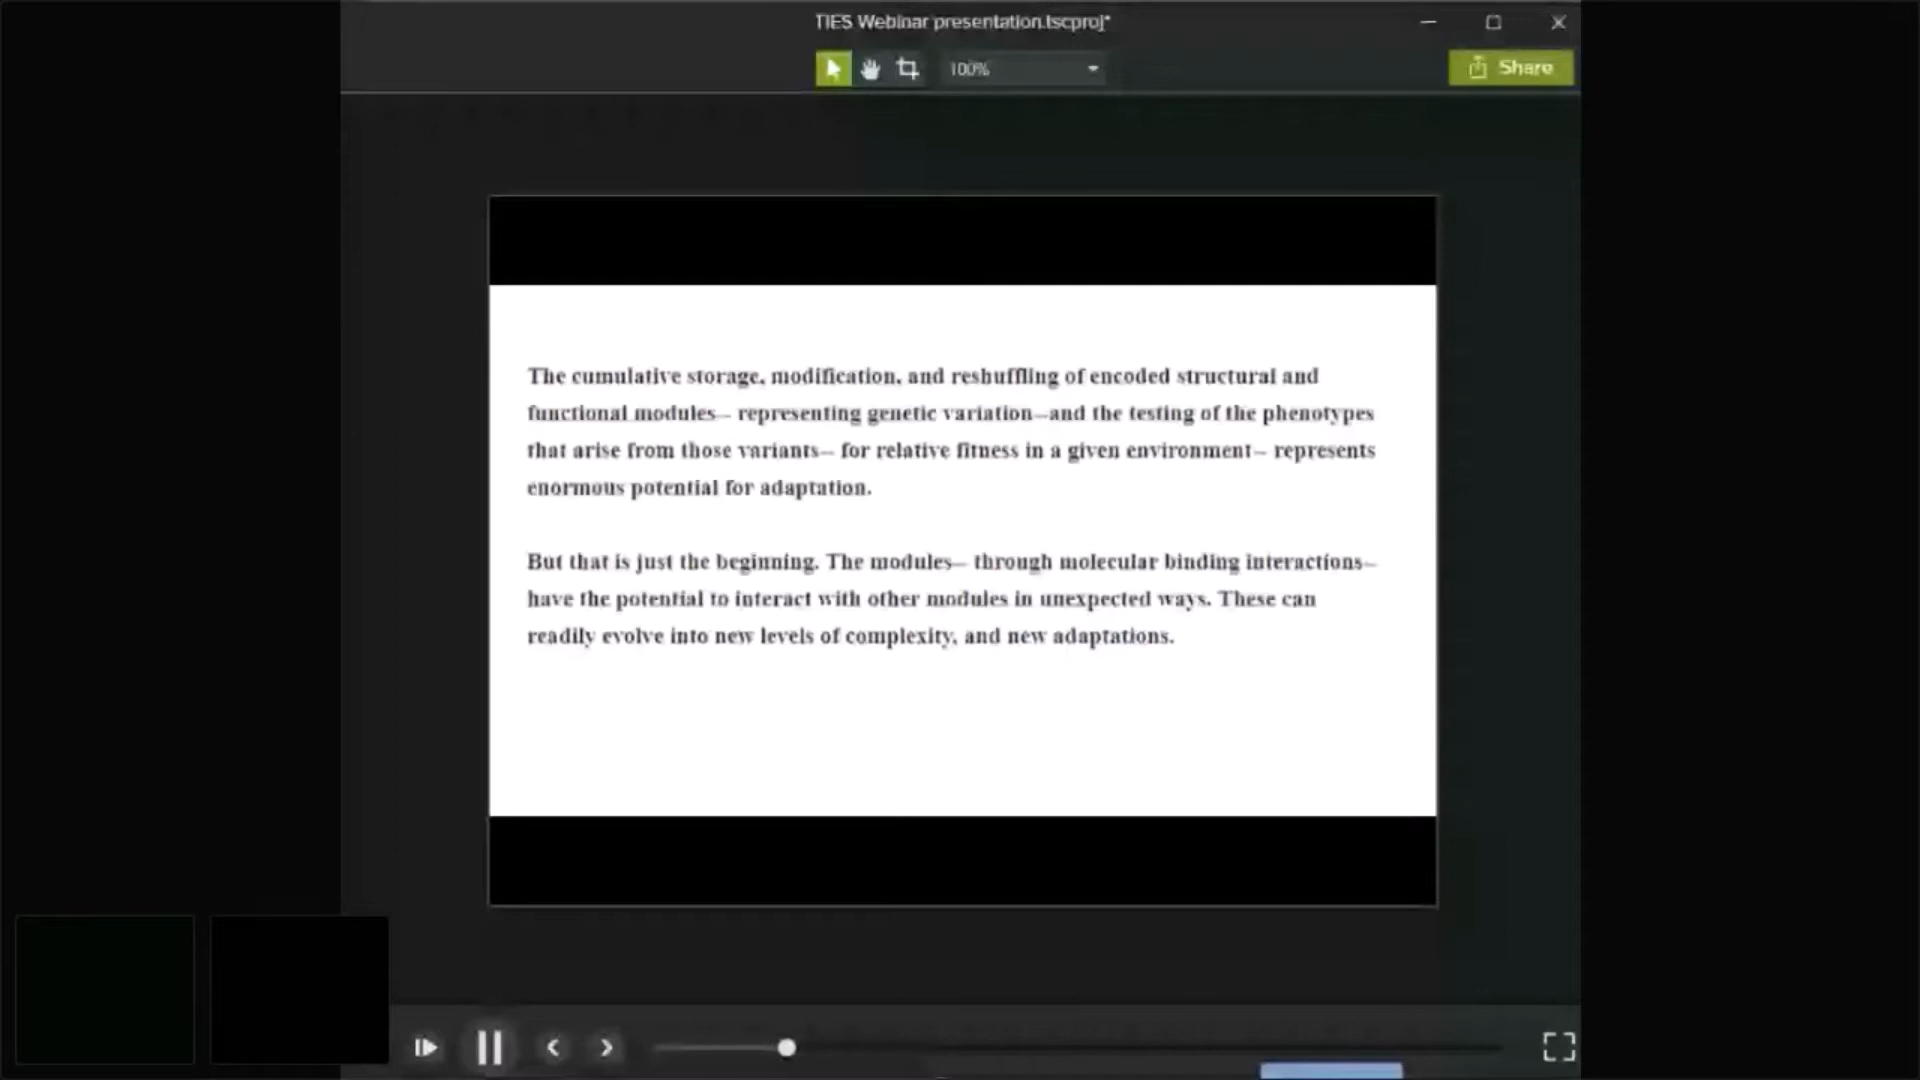 TIES Webinar presentation.tscproj*
100%
Share
The cumulative storage, modification, and reshuffling of encoded structural and
functional modules– representing genetic variation–and the testing of the phenotypes
that arise from those variants– for relative fitness in a given environment– represents
enormous potential for adaptation.
But that is just the beginning. The modules– through molecular binding interactions–
have the potential to interact with other modules in unexpected ways. These can
readily evolve into new levels of complexity, and new adaptations.